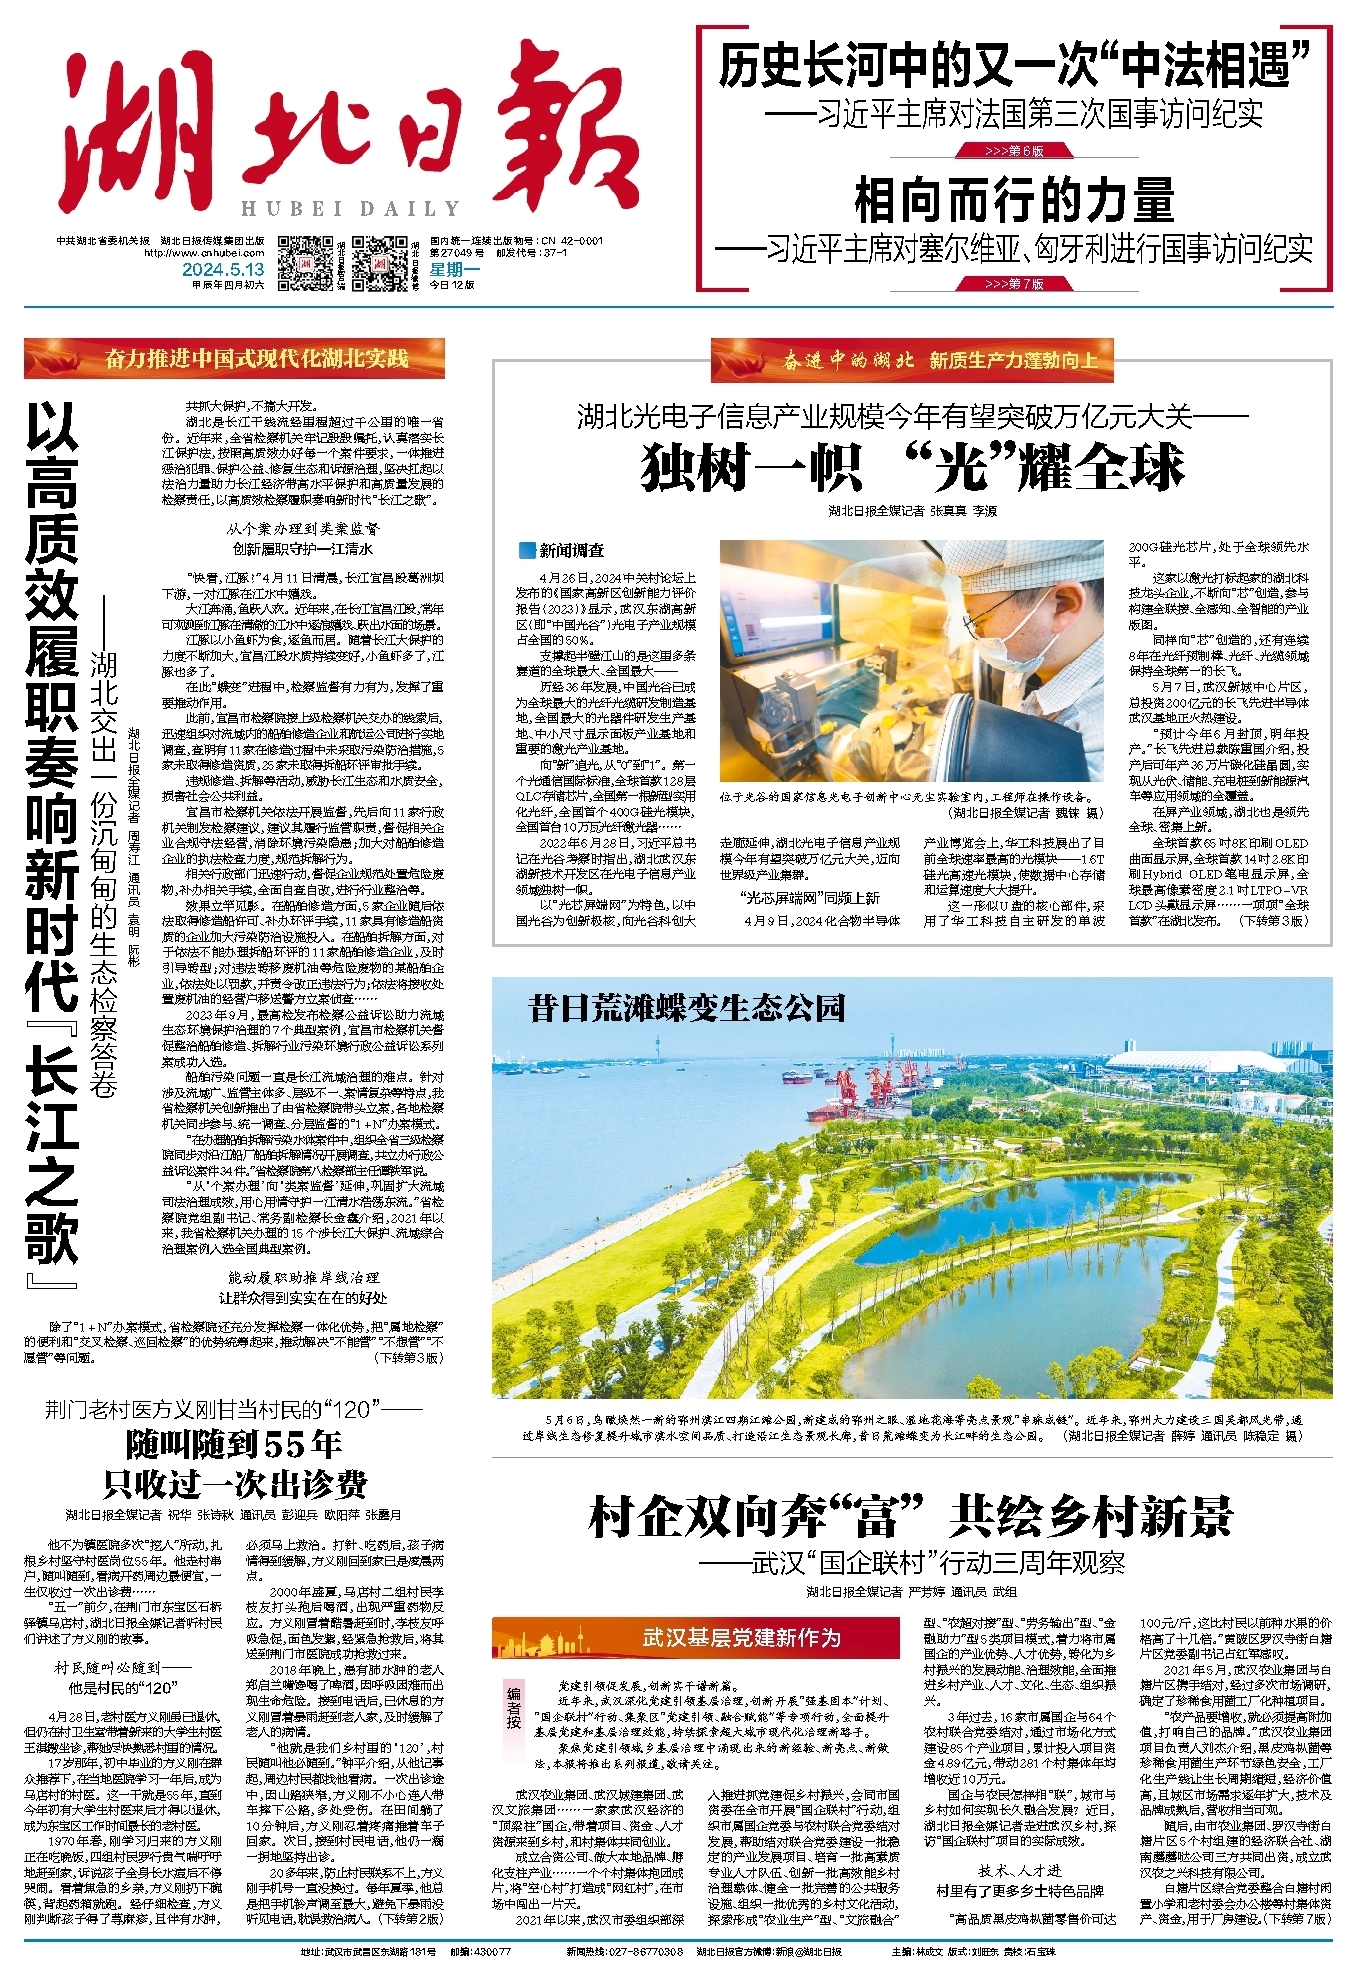 湖北日报
HUBEI DAILY
中共湖北省委机关报 湖北日报传媒集团出版
http://www.cnhubei.com
2024.5.13
甲辰年四月初六
国内统一连续出版物号:CN 42-0001
第27049号 邮发代号:37-1
星期一
今日12版
历史长河中的又一次“中法相遇”
——习近平主席对法国第三次国事访问纪实
>>>第6版
相向而行的力量
——习近平主席对塞尔维亚、匈牙利进行国事访问纪实
>>>第7版
奋力推进中国式现代化湖北实践
以高质效履职奏响新时代『长江之歌』
——湖北交出一份沉甸甸的生态检察答卷
湖北日报全媒记者 周寿江 通讯员 袁明 阮彬
共抓大保护,不搞大开发。
湖北是长江干线流经里程超过千公里的唯一省
份。近年来,全省检察机关牢记殷殷嘱托,认真落实长
江保护法,按照高质效办好每一个案件要求,一体推进
惩治犯罪、保护公益、修复生态和诉源治理,坚决扛起以
法治力量助力长江经济带高水平保护和高质量发展的
检察责任,以高质效检察履职奏响新时代“长江之歌”。
从个案办理到类案监督
创新履职守护一江清水
“快看,江豚!”4月11日清晨,长江宜昌段葛洲坝
下游,一对江豚在江水中嬉戏。
大江奔涌,鱼跃人欢。近年来,在长江宜昌江段,常年
可观测到江豚在清澈的江水中逐浪嬉戏、跃出水面的场景。
江豚以小鱼虾为食,逐鱼而居。随着长江大保护的
力度不断加大,宜昌江段水质持续变好,小鱼虾多了,江
豚也多了。
在此“蝶变”进程中,检察监督有力有为,发挥了重
要推动作用。
此前,宜昌市检察院接上级检察机关交办的线索后,
迅速组织对流域内的船舶修造企业和航运公司进行实地
调查,查明有11家在修造过程中未采取污染防治措施,5
家未取得修造资质,25家未取得拆船环评审批手续。
违规修造、拆解等活动,威胁长江生态和水质安全,
损害社会公共利益。
宜昌市检察机关依法开展监督,先后向11家行政
机关制发检察建议,建议其履行监管职责,督促相关企
业合规守法经营,消除环境污染隐患;加大对船舶修造
企业的执法检查力度,规范拆解行为。
相关行政部门迅速行动,督促企业规范处置危险废
物,补办相关手续,全面自查自改,进行行业整治等。
效果立竿见影。在船舶修造方面,5家企业随后依
法取得修造船许可、补办环评手续,11家具有修造船资
质的企业加大污染防治设施投入。在船舶拆解方面,对
于依法不能办理拆船环评的11家船舶修造企业,及时
引导转型;对违法转移废机油等危险废物的某船舶企
业,依法处以罚款,并责令改正违法行为;依法将接收处
置废机油的经营户移送警方立案侦查……
2023年9月,最高检发布检察公益诉讼助力流域
生态环境保护治理的7个典型案例,宜昌市检察机关督
促整治船舶修造、拆解行业污染环境行政公益诉讼系列
案成功入选。
船舶污染问题一直是长江流域治理的难点。针对
涉及流域广、监管主体多、层级不一、案情复杂等特点,我
省检察机关创新推出了由省检察院带头立案,各地检察
机关同步参与、统一调查、分层监督的“1+N”办案模式。
“在办理船舶拆解污染水体案件中,组织全省三级检察
院同步对沿江船厂船舶拆解情况开展调查,共立办行政公
益诉讼案件34件。”省检察院第八检察部主任谭铁军说。
“从‘个案办理’向‘类案监督’延伸,巩固扩大流域
司法治理成效,用心用情守护一江清水浩荡东流。”省检
察院党组副书记、常务副检察长金鑫介绍,2021年以
来,我省检察机关办理的15个涉长江大保护、流域综合
治理案例入选全国典型案例。
能动履职助推岸线治理
让群众得到实实在在的好处
除了“1+N”办案模式,省检察院还充分发挥检察一体化优势,把“属地检察”
的便利和“交叉检察、巡回检察”的优势统筹起来,推动解决“不能管”“不想管”“不
愿管”等问题。 (下转第3版)
奋进中的湖北 新质生产力蓬勃向上
湖北光电子信息产业规模今年有望突破万亿元大关——
独树一帜 “光”耀全球
湖北日报全媒记者 张真真 李源
新闻调查
4月26日,2024中关村论坛上
发布的《国家高新区创新能力评价
报告(2023)》显示,武汉东湖高新
区(即“中国光谷”)光电子产业规模
占全国的50%。
支撑起半壁江山的是这里多条
赛道的全球最大、全国最大——
历经36年发展,中国光谷已成
为全球最大的光纤光缆研发制造基
地,全国最大的光器件研发生产基
地、中小尺寸显示面板产业基地和
重要的激光产业基地。
向“新”追光,从“0”到“1”。第一
个光通信国际标准,全球首款128层
QLC存储芯片,全国第一根新型实用
化光纤,全国首个400G硅光模块,
全国首台10万瓦光纤激光器……
2022年6月28日,习近平总书
记在光谷考察时指出,湖北武汉东
湖新技术开发区在光电子信息产业
领域独树一帜。
以“光芯屏端网”为特色,以中
国光谷为创新极核,向光谷科创大
位于光谷的国家信息光电子创新中心无尘实验室内,工程师在操作设备。
(湖北日报全媒记者 魏铼 摄)
走廊延伸,湖北光电子信息产业规
模今年有望突破万亿元大关,迈向
世界级产业集群。
“光芯屏端网”同频上新
4月9日,2024化合物半导体
产业博览会上,华工科技展出了目
前全球速率最高的光模块——1.6T
硅光高速光模块,使数据中心存储
和运算速度大大提升。
这一形似U盘的核心部件,采
用了华工科技自主研发的单波
200G硅光芯片,处于全球领先水
平。
这家以激光打标起家的湖北科
技龙头企业,不断向“芯”创造,参与
构建全联接、全感知、全智能的产业
版图。
同样向“芯”创造的,还有连续
8年在光纤预制棒、光纤、光缆领域
保持全球第一的长飞。
5月7日,武汉新城中心片区,
总投资200亿元的长飞先进半导体
武汉基地正火热建设。
“预计今年6月封顶,明年投
产。”长飞先进总裁陈重国介绍,投
产后可年产36万片碳化硅晶圆,实
现从光伏、储能、充电桩到新能源汽
车等应用领域的全覆盖。
在屏产业领域,湖北也是领先
全球、密集上新。
全球首款65吋8K印刷OLED
曲面显示屏,全球首款14吋2.8K印
刷Hybrid OLED笔电显示屏,全
球最高像素密度2.1吋LTPO-VR
LCD头戴显示屏……一项项“全球
首款”在湖北发布。 (下转第3版)
昔日荒滩蝶变生态公园
5月6日,鸟瞰焕然一新的鄂州滨江四期江滩公园,新建成的鄂州之眼、湿地花海等亮点景观“串珠成链”。近年来,鄂州大力建设三国吴都风光带,通
过岸线生态修复提升城市滨水空间品质、打造沿江生态景观长廊,昔日荒滩蝶变为长江畔的生态公园。 (湖北日报全媒记者 薛婷 通讯员 陈稳定 摄)
荆门老村医方义刚甘当村民的“120”——
随叫随到55年
只收过一次出诊费
湖北日报全媒记者 祝华 张诗秋 通讯员 彭迎兵 欧阳萍 张露月
他不为镇医院多次“挖人”所动,扎
根乡村坚守村医岗位55年。他走村串
户,随叫随到,看病开药周边最便宜,一
生仅收过一次出诊费……
“五一”前夕,在荆门市东宝区石桥
驿镇马店村,湖北日报全媒记者听村民
们讲述了方义刚的故事。
村民随叫必随到——
他是村民的“120”
4月28日,老村医方义刚虽已退休,
但仍在村卫生室带着新来的大学生村医
王淇敏坐诊,帮她尽快熟悉村里的情况。
17岁那年,初中毕业的方义刚在群
众推荐下,在当地医院学习一年后,成为
马店村的村医。这一干就是55年,直到
今年初有大学生村医来后才得以退休,
成为东宝区工作时间最长的老村医。
1970年春,刚学习归来的方义刚
正在吃晚饭,四组村民罗行贵气喘吁吁
地赶到家,诉说孩子全身长水痘后不停
哭闹。看着焦急的乡亲,方义刚扔下碗
筷,背起药箱就跑。经仔细检查,方义
刚判断孩子得了荨麻疹,且伴有水肿,
必须马上救治。打针、吃药后,孩子病
情得到缓解,方义刚回到家已是凌晨两
点。
2000年盛夏,马店村二组村民李
枝友打头孢后喝酒,出现严重药物反
应。方义刚冒着酷暑赶到时,李枝友呼
吸急促,面色发紫,经紧急抢救后,将其
送到荆门市医院成功抢救过来。
2018年晚上,患有肺水肿的老人
郑启兰嘴馋喝了啤酒,因呼吸困难而出
现生命危险。接到电话后,已休息的方
义刚冒着暴雨赶到老人家,及时缓解了
老人的病情。
“他就是我们乡村里的‘120’,村
民随叫他必随到。”钟平介绍,从他记事
起,周边村民都找他看病。一次出诊途
中,因山路狭窄,方义刚不小心连人带
车摔下公路,多处受伤。在田间躺了
10分钟后,方义刚忍着疼痛推着车子
回家。次日,接到村民电话,他仍一瘸
一拐地坚持出诊。
20多年来,防止村民联系不上,方义
刚手机号一直没换过。每年夏季,他总
是把手机铃声调至最大,避免下暴雨没
听见电话,耽误救治病人。(下转第2版)
村企双向奔“富” 共绘乡村新景
——武汉“国企联村”行动三周年观察
湖北日报全媒记者 严芳婷 通讯员 武组
武汉基层党建新作为
编者按
党建引领促发展,创新实干谱新篇。
近年来,武汉深化党建引领基层治理,创新开展“强基固本”计划、
“国企联村”行动、集聚区“党建引领、融合赋能”等专项行动,全面提升
基层党建和基层治理效能,持续探索超大城市现代化治理新路子。
聚焦党建引领城乡基层治理中涌现出来的新经验、新亮点、新做
法,本报将推出系列报道,敬请关注。
武汉农业集团、武汉城建集团、武
汉文旅集团……一家家武汉经济的
“顶梁柱”国企,带着项目、资金、人才
资源来到乡村,和村集体共同创业。
成立合资公司、做大本地品牌、孵
化支柱产业……一个个村集体抱团成
片,将“空心村”打造成“网红村”,在市
场中闯出一片天。
2021年以来,武汉市委组织部深
入推进抓党建促乡村振兴,会同市国
资委在全市开展“国企联村”行动,组
织市属国企党委与农村联合党委结对
发展,帮助结对联合党委建设一批稳
定的产业发展项目、培育一批高素质
专业人才队伍、创新一批高效能乡村
治理载体、健全一批完善的公共服务
设施、组织一批优秀的乡村文化活动,
探索形成“农业生产”型、“文旅融合”
型、“农超对接”型、“劳务输出”型、“金
融助力”型5类项目模式,着力将市属
国企的产业优势、人才优势,转化为乡
村振兴的发展动能、治理效能,全面推
进乡村产业、人才、文化、生态、组织振
兴。
3年过去,16家市属国企与64个
农村联合党委结对,通过市场化方式
建设85个产业项目,累计投入项目资
金4.89亿元,带动281个村集体年均
增收近10万元。
国企与农民怎样相“联”,城市与
乡村如何实现长久融合发展?近日,
湖北日报全媒记者走进武汉乡村,探
访“国企联村”项目的实际成效。
技术、人才进
村里有了更多乡土特色品牌
“高品质黑皮鸡枞菌零售价可达
100元/斤,这比村民以前种水果的价
格高了十几倍。”黄陂区罗汉寺街白塘
片区党委副书记占红军感叹。
2021年5月,武汉农业集团与白
塘片区携手结对,经过多次市场调研,
确定了珍稀食用菌工厂化种植项目。
“农产品要增收,就必须提高附加
值,打响自己的品牌。”武汉农业集团
项目负责人刘杰介绍,黑皮鸡枞菌等
珍稀食用菌生产环节绿色安全,工厂
化生产线让生长周期缩短,经济价值
高,且城区市场需求逐年扩大,技术及
品牌成熟后,营收相当可观。
随后,由市农业集团、罗汉寺街白
塘片区5个村组建的经济联合社、湖
南蘑蘑哒公司三方共同出资,成立武
汉农之兴科技有限公司。
白塘片区综合党委整合白塘村闲
置小学和老村委会办公楼等村集体资
产、资金,用于厂房建设。(下转第7版)
地址:武汉市武昌区东湖路181号 邮编:430077 新闻热线:027-86770308 湖北日报官方微博:新浪@湖北日报 主编:林成文 版式:刘田东 责校:石宝珠